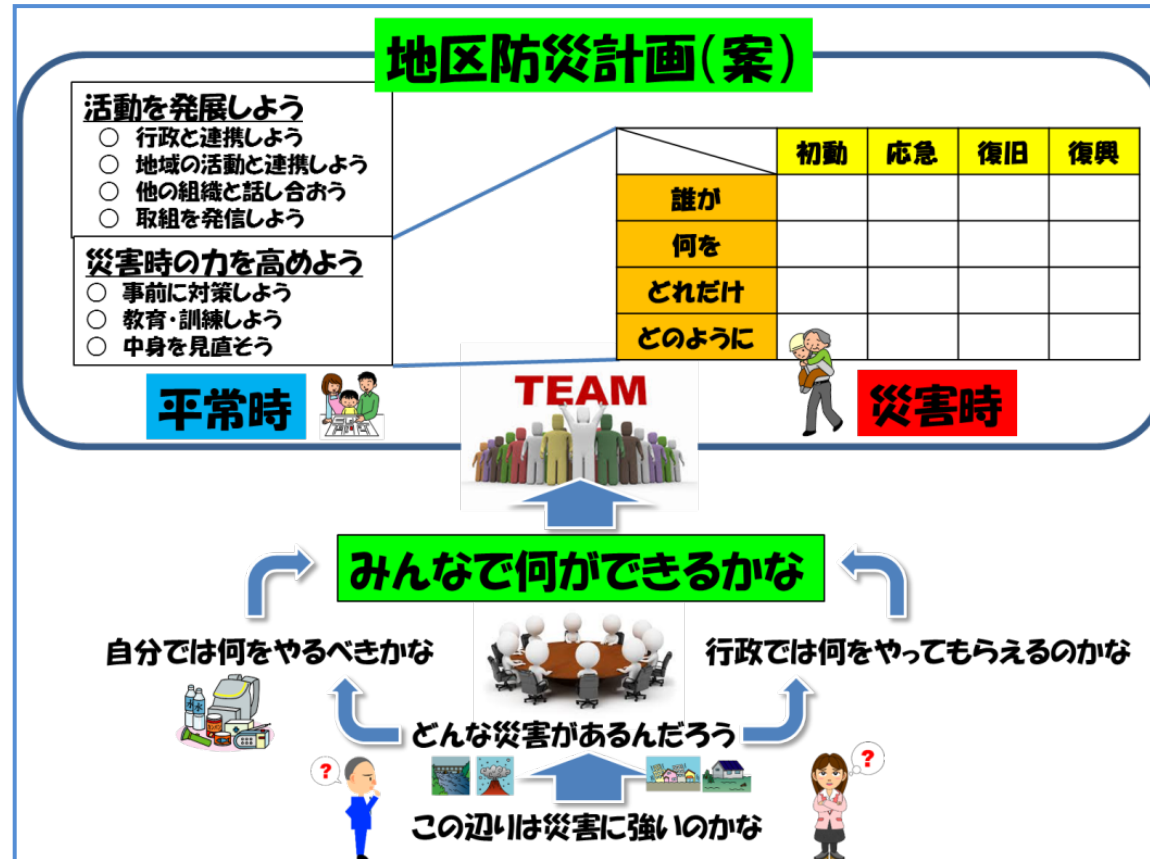 地区防災計画(案)
活動を発展しよう
○ 行政と連携しよう
○ 地域の活動と連携しよう
○ 他の組織と話し合おう
○ 取組を発信しよう
災害時の力を高めよう
○ 事前に対策しよう
○ 教育・訓練しよう
○ 中身を見直そう
平常時
初動 応急 復旧 復興
誰が
何を
どれだけ
どのように
災害時
TEAM
みんなで何ができるかな
自分では何をやるべきかな
行政では何をやってもらえるのかな
水 水
どんな災害があるんだろう
?
?
この辺りは災害に強いのかな